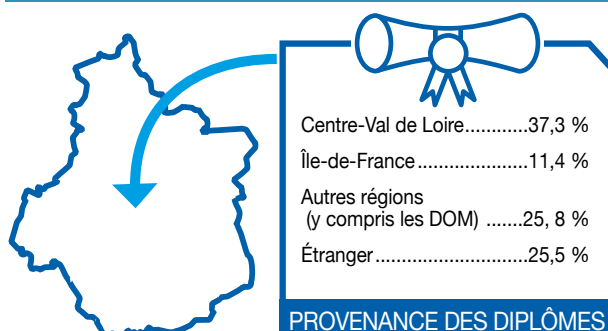 Centre-Val de Loire............37,3 %
Île-de-France......................11,4 %
Autres régions
(y compris les DOM) .......25, 8 %
Étranger..............................25,5 %
PROVENANCE DES DIPLÔMES